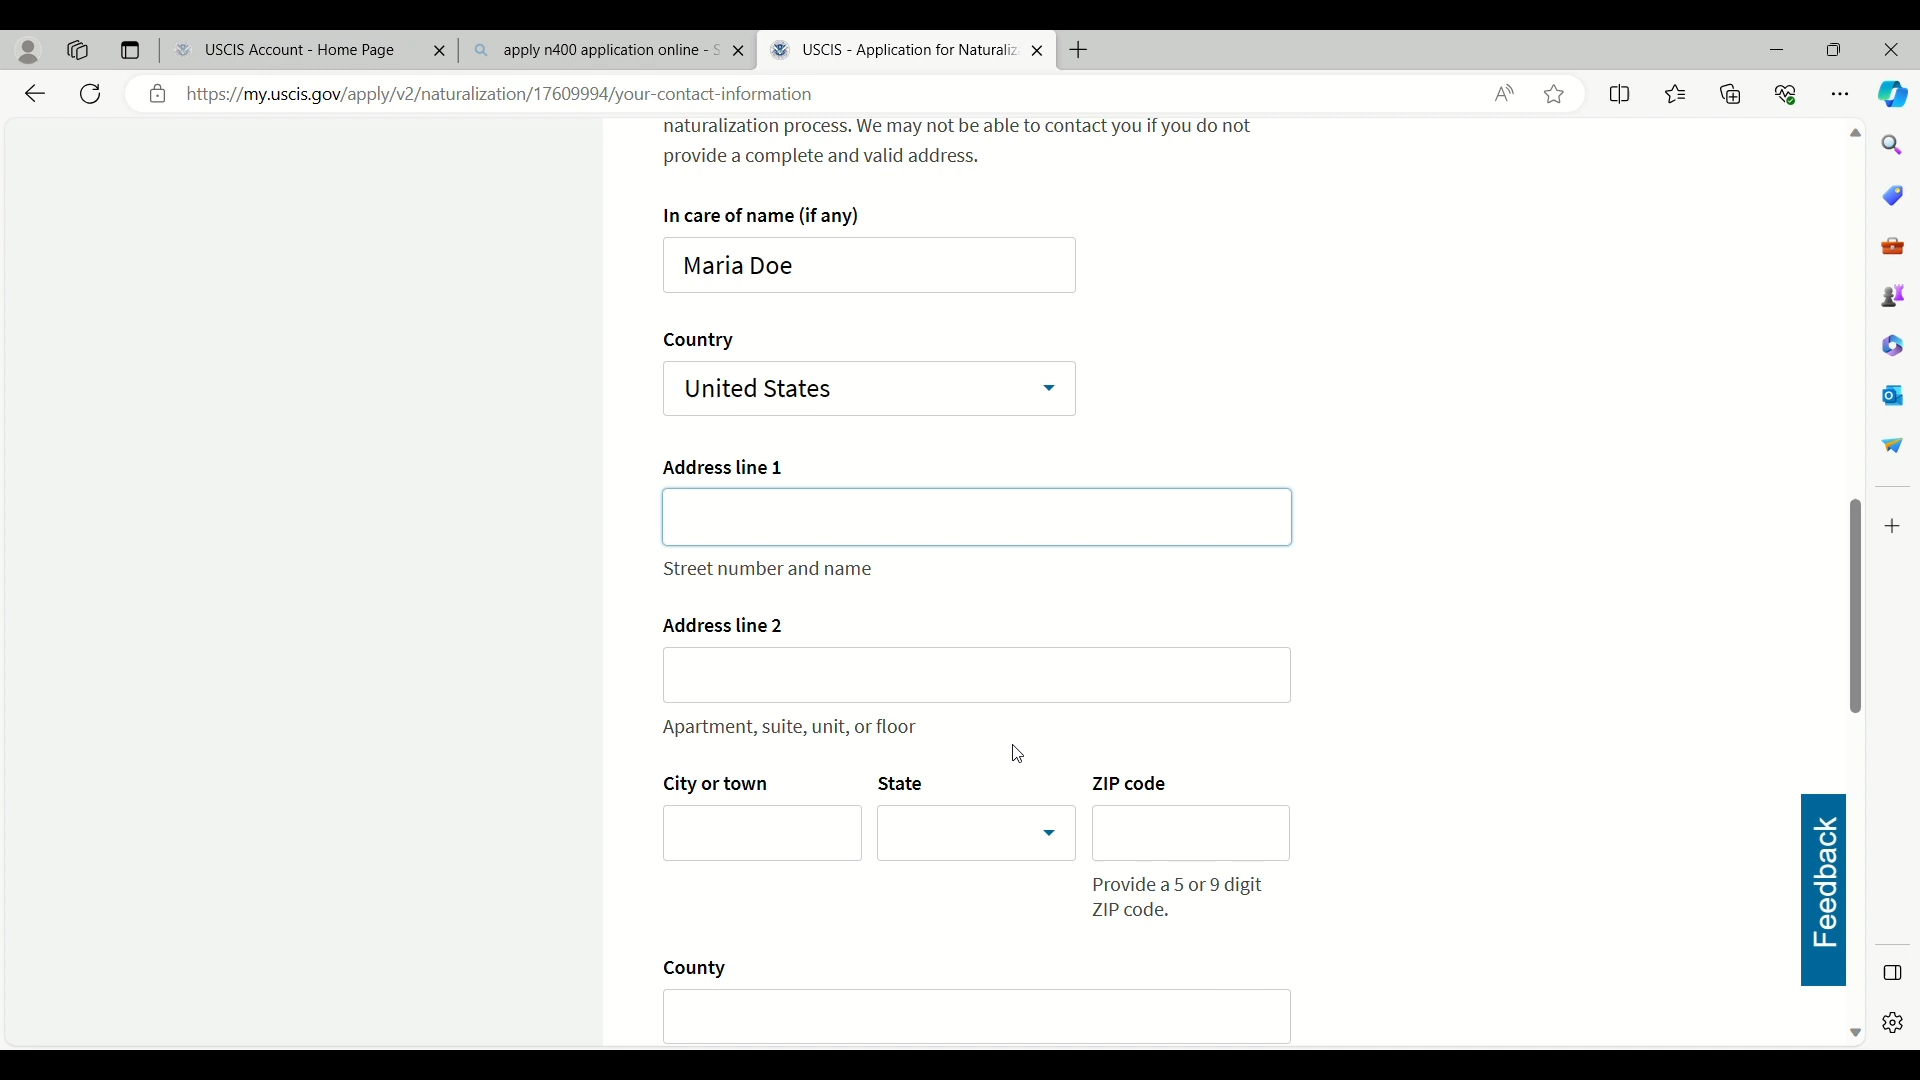 USCIS Account - Home Page
apply n400 application online - S
USCIS - Application for Naturaliz
https://my.uscis.gov/apply/v2/naturalization/17609994/your-contact-information
naturalization process. We may not be able to contact you if you do not
provide a complete and valid address.
In care of name (if any)
Maria Doe
Country
United States
Address line 1
Street number and name
Address line 2
Apartment, suite, unit, or floor
City or town State ZIP code
Provide a 5 or 9 digit
ZIP code.
County
Feedback